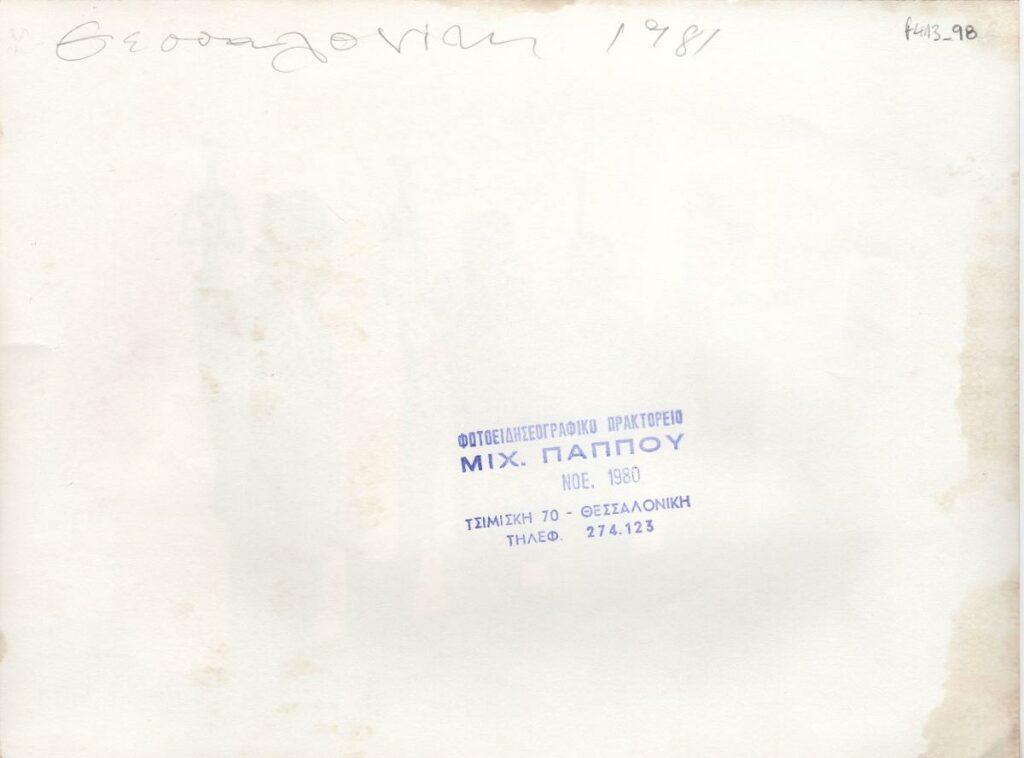 Θεσσαλονίκη 1981
f413_98
ΦΩΤΟΕΙΔΗΣΕΟΓΡΑΦΙΚΟ ΠΡΑΚΤΟΡΕΙΟ
ΜΙΧ. ΠΑΠΠΟΥ
ΝΟΕ. 1980
ΤΣΙΜΙΣΚΗ 70 - ΘΕΣΣΑΛΟΝΙΚΗ
ΤΗΛΕΦ. 274.123